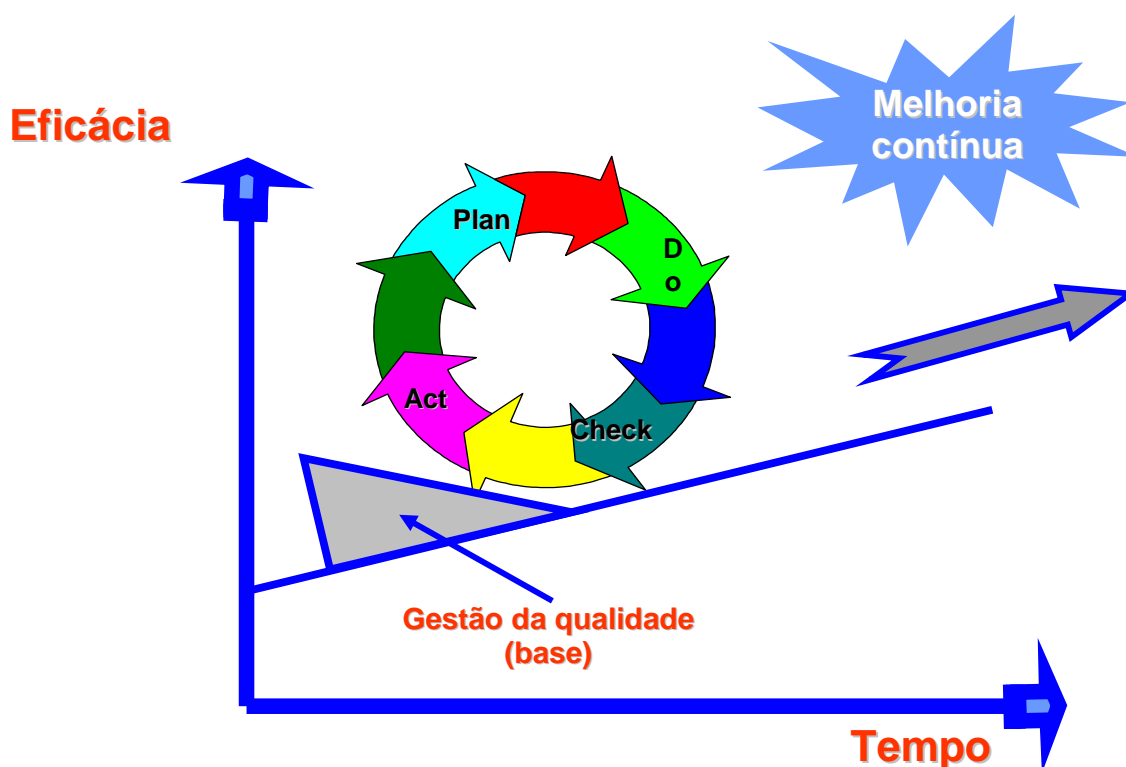 Melhoria
contínua
Eficácia
Plan
D
o
Act
Check
Gestão da qualidade
(base)
Tempo